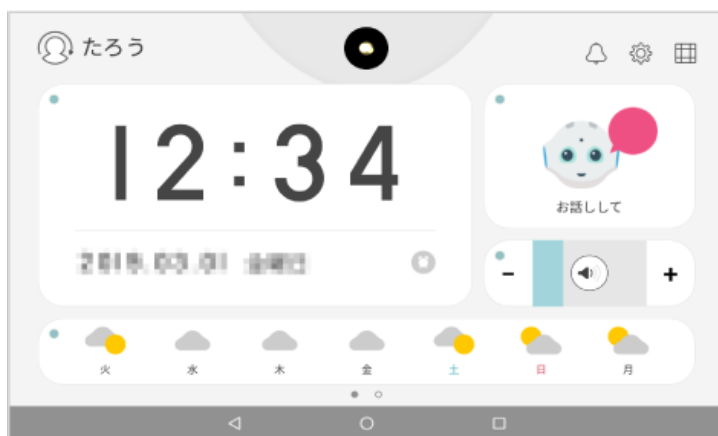 たろう
12:34
お話しして
- +
火 水 木 金 土 日 月